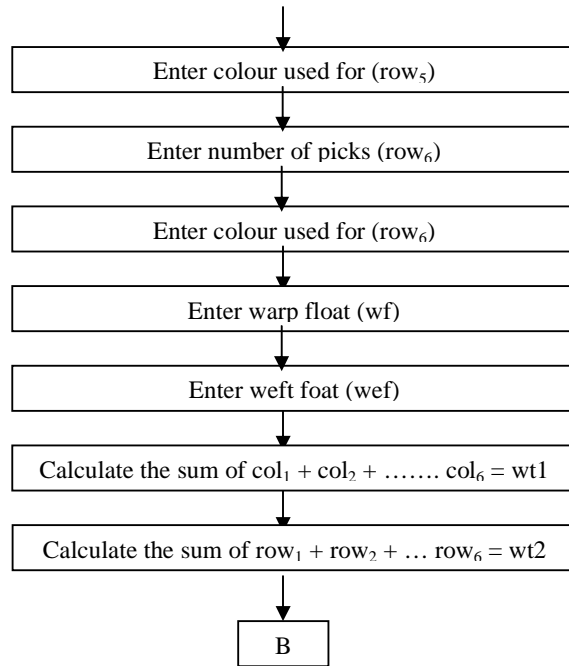 Enter colour used for (row₅)
Enter number of picks (row₆)
Enter colour used for (row₆)
Enter warp float (wf)
Enter weft foat (wef)
Calculate the sum of col₁ + col₂ + ……. col₆ = wt1
Calculate the sum of row₁ + row₂ + … row₆ = wt2
B